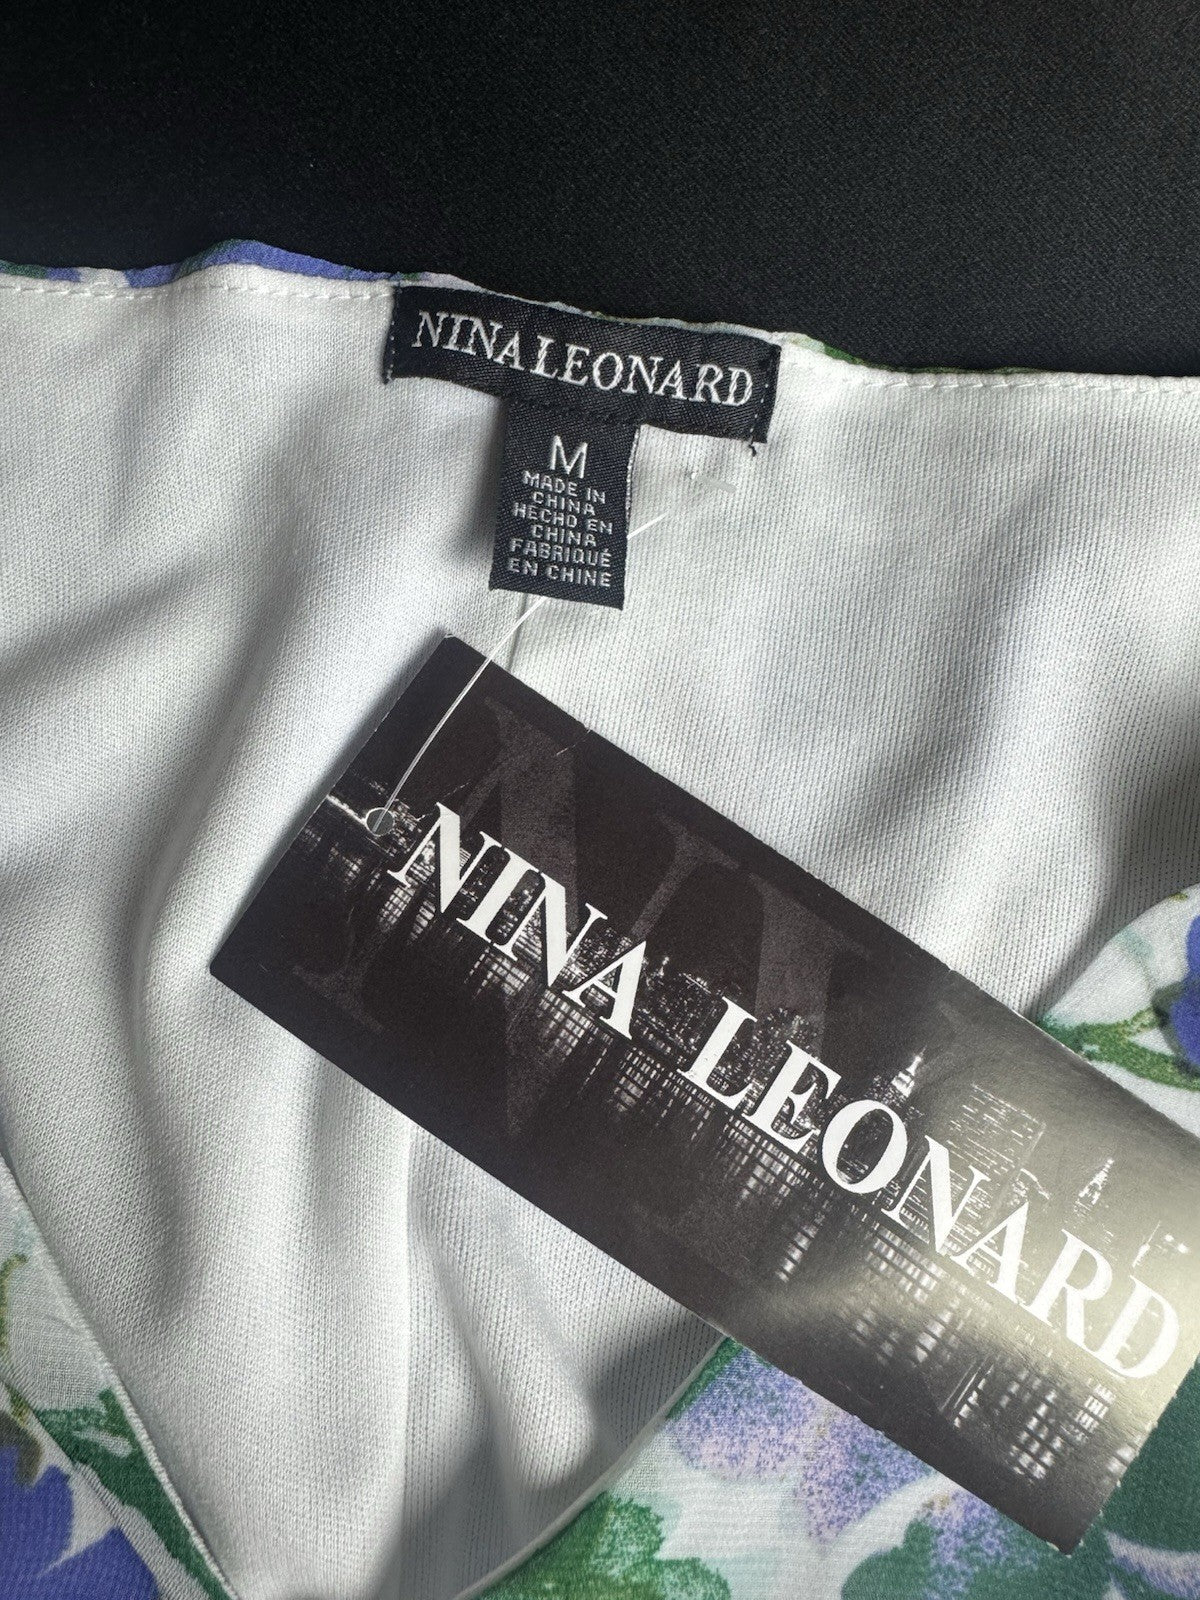 NINA LEONARD
M
MADE IN
CHINA
HECHO EN
CHINA
FABRIQUÉ
EN CHINE
NINA LEONARD